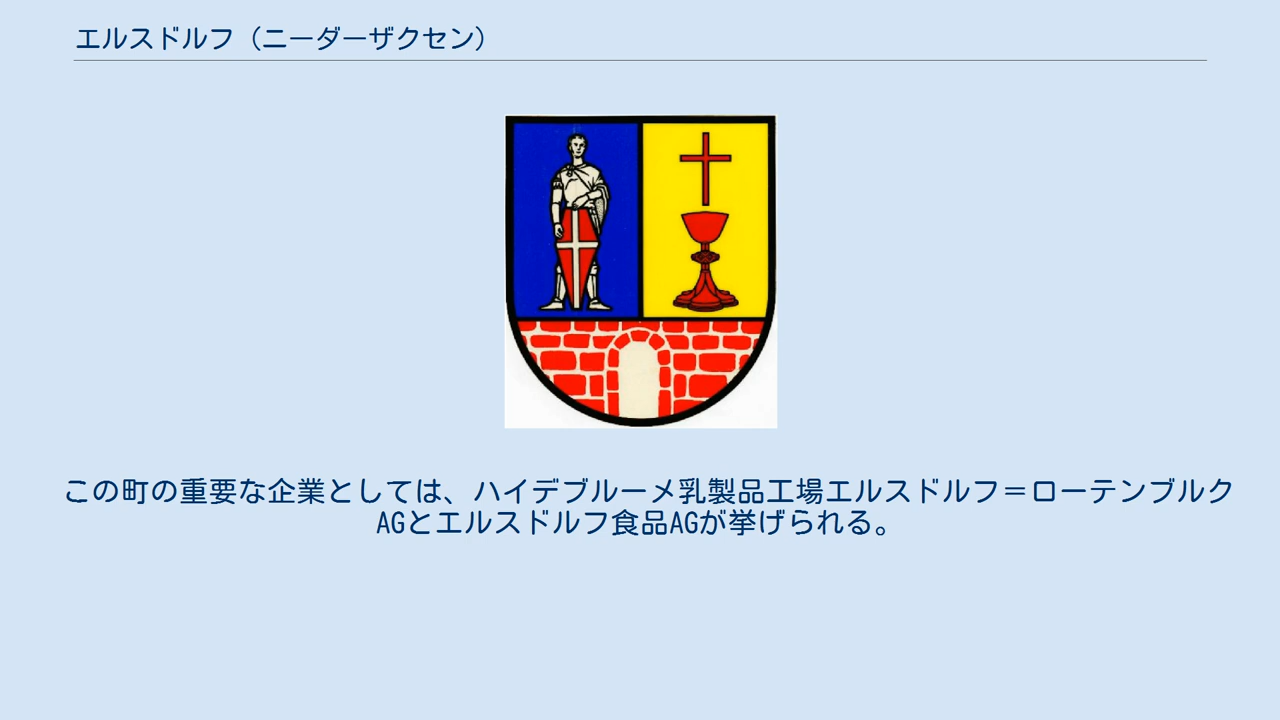 エルスドルフ（ニーダーザクセン）
この町の重要な企業としては、ハイデブルーメ乳製品工場エルスドルフ＝ローテンブルク
AGとエルスドルフ食品AGが挙げられる。